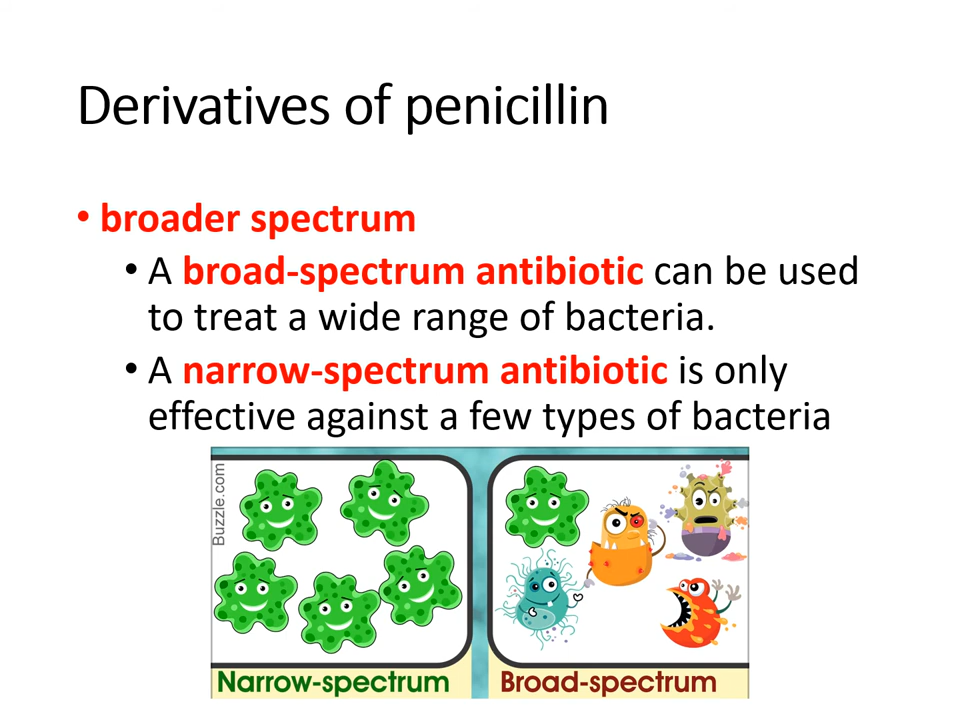 Derivatives of penicillin
• broader spectrum
• A broad-spectrum antibiotic can be used
to treat a wide range of bacteria.
• A narrow-spectrum antibiotic is only
effective against a few types of bacteria
Buzzle.com
Narrow-spectrum
Broad-spectrum